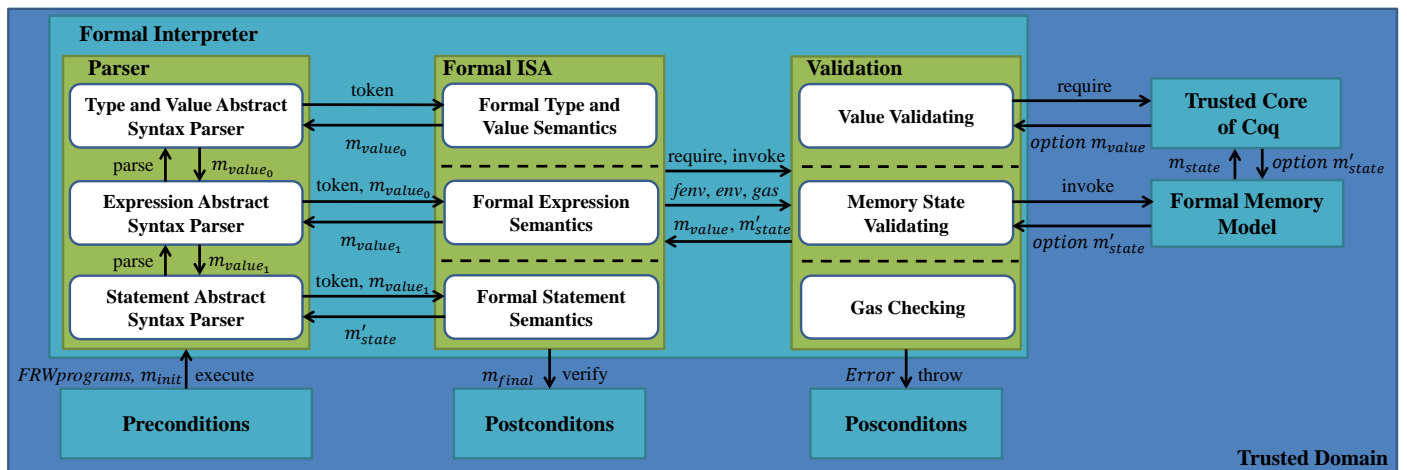 Formal Interpreter
Parser
Formal ISA
Validation
Type and Value Abstract
Syntax Parser
token
m_value₀
Formal Type and
Value Semantics
Value Validating
require
option m_value
Trusted Core
of Coq
parse
m_value₀
require, invoke
m_state
option m′_state
Expression Abstract
Syntax Parser
token, m_value₀
m_value₁
Formal Expression
Semantics
fenv, env, gas
m_value, m′_state
Memory State
Validating
invoke
option m′_state
Formal Memory
Model
parse
m_value₁
Statement Abstract
Syntax Parser
token, m_value₁
m′_state
Formal Statement
Semantics
Gas Checking
FRWprograms, m_init execute
m_final verify
Error throw
Preconditions
Postconditons
Posconditons
Trusted Domain